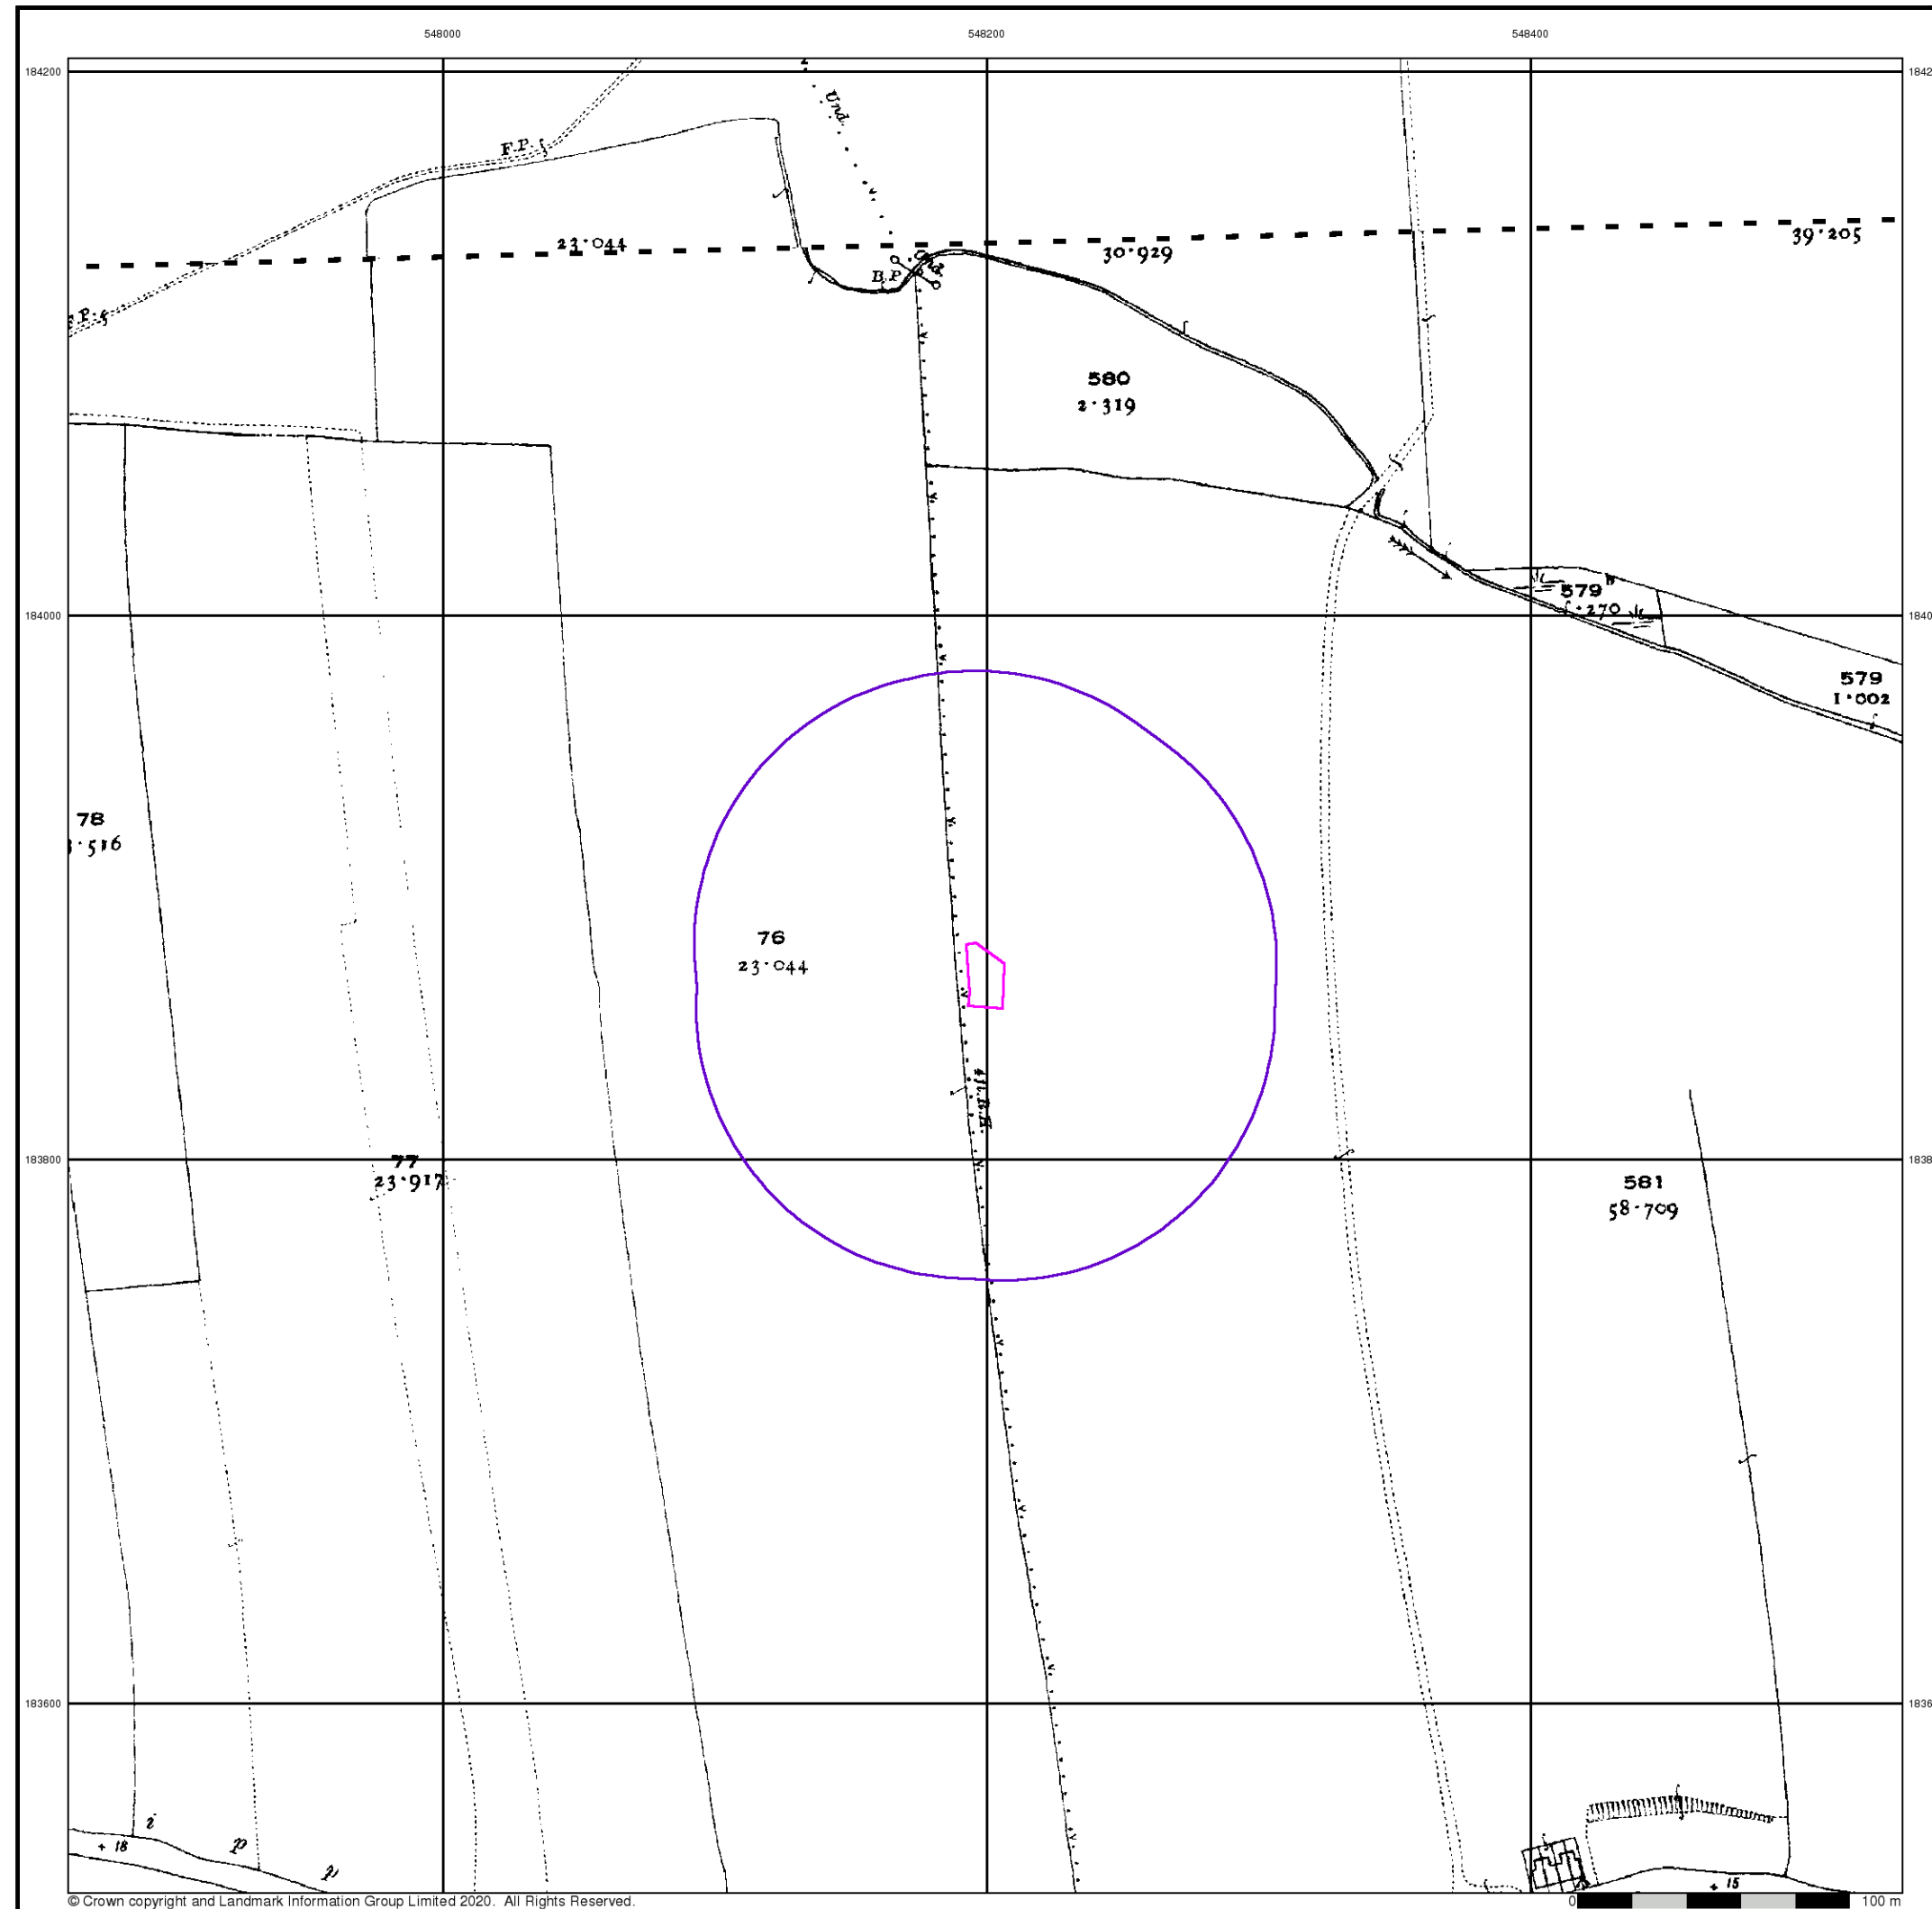 548000 548200 548400
184200
Und.
F.P.
23·044
30·929
39·205
Und.
B.P.
580
2·319
184000
579
·270
579
1·002
78
76
23·044
4ft. R.H.
183800
77
23·917
581
58·709
183600
+ 18
+ 15
© Crown copyright and Landmark Information Group Limited 2020. All Rights Reserved.
0 100 m